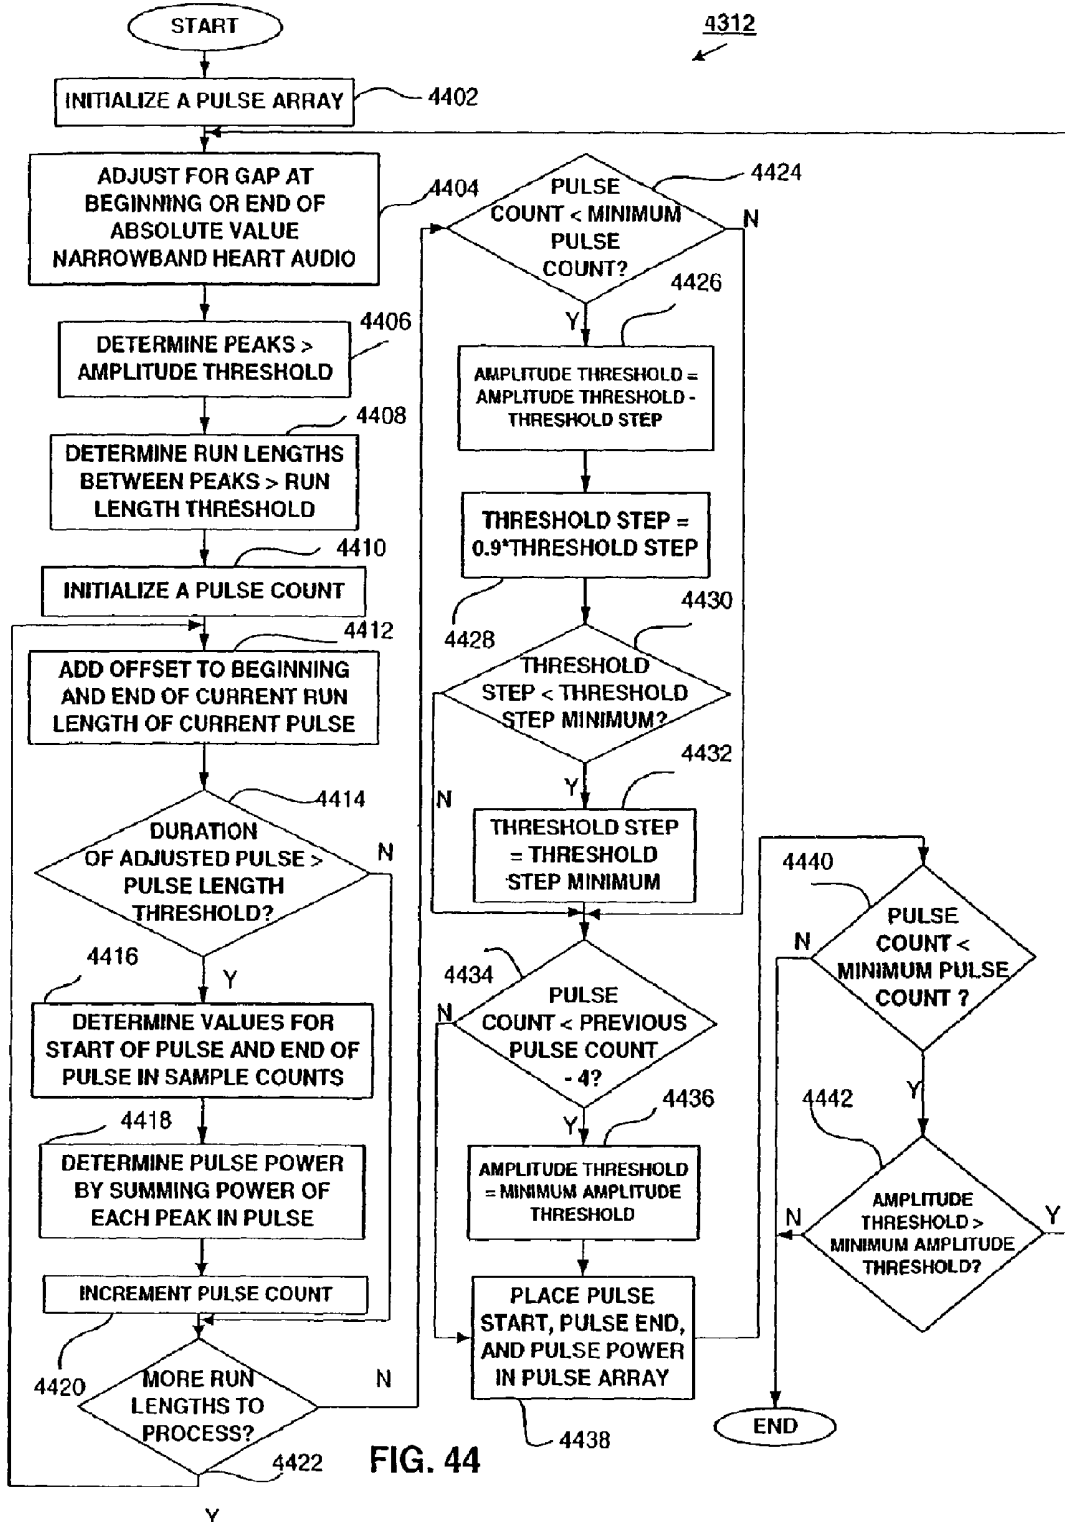 START
4312
INITIALIZE A PULSE ARRAY
4402
ADJUST FOR GAP AT
BEGINNING OR END OF
ABSOLUTE VALUE
NARROWBAND HEART AUDIO
4404
DETERMINE PEAKS >
AMPLITUDE THRESHOLD
4406
4408
DETERMINE RUN LENGTHS
BETWEEN PEAKS > RUN
LENGTH THRESHOLD
4410
INITIALIZE A PULSE COUNT
4412
ADD OFFSET TO BEGINNING
AND END OF CURRENT RUN
LENGTH OF CURRENT PULSE
4414
DURATION
OF ADJUSTED PULSE >
PULSE LENGTH
THRESHOLD?
N
Y
4416
DETERMINE VALUES FOR
START OF PULSE AND END OF
PULSE IN SAMPLE COUNTS
4418
DETERMINE PULSE POWER
BY SUMMING POWER OF
EACH PEAK IN PULSE
INCREMENT PULSE COUNT
4420
MORE RUN
LENGTHS TO
PROCESS?
N
4422
Y
4424
PULSE
COUNT < MINIMUM
PULSE
COUNT?
N
Y
4426
AMPLITUDE THRESHOLD =
AMPLITUDE THRESHOLD -
THRESHOLD STEP
THRESHOLD STEP =
0.9*THRESHOLD STEP
4428
4430
THRESHOLD
STEP < THRESHOLD
STEP MINIMUM?
N
Y
4432
THRESHOLD STEP
= THRESHOLD
STEP MINIMUM
4434
PULSE
COUNT < PREVIOUS
PULSE COUNT
- 4?
N
Y
4436
AMPLITUDE THRESHOLD
= MINIMUM AMPLITUDE
THRESHOLD
PLACE PULSE
START, PULSE END,
AND PULSE POWER
IN PULSE ARRAY
4438
4440
PULSE
COUNT <
MINIMUM PULSE
COUNT ?
N
Y
4442
AMPLITUDE
THRESHOLD >
MINIMUM AMPLITUDE
THRESHOLD?
N
Y
END
FIG. 44